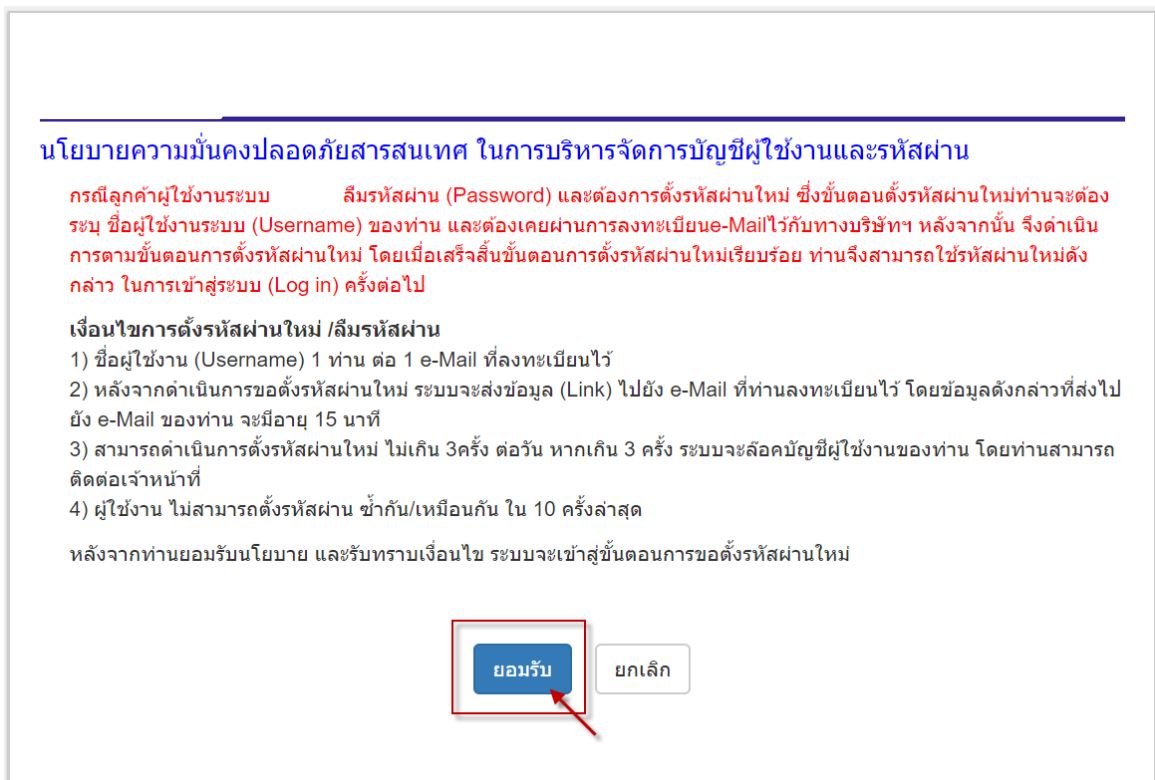 นโยบายความมั่นคงปลอดภัยสารสนเทศ ในการบริหารจัดการบัญชีผู้ใช้งานและรหัสผ่าน
กรณีลูกค้าผู้ใช้งานระบบ ลืมรหัสผ่าน (Password) และต้องการตั้งรหัสผ่านใหม่ ซึ่งขั้นตอนตั้งรหัสผ่านใหม่ท่านจะต้อง
ระบุ ชื่อผู้ใช้งานระบบ (Username) ของท่าน และต้องเคยผ่านการลงทะเบียนe-Mailไว้กับทางบริษัทฯ หลังจากนั้น จึงดำเนิน
การตามขั้นตอนการตั้งรหัสผ่านใหม่ โดยเมื่อเสร็จสิ้นขั้นตอนการตั้งรหัสผ่านใหม่เรียบร้อย ท่านจึงสามารถใช้รหัสผ่านใหม่ดัง
กล่าว ในการเข้าสู่ระบบ (Log in) ครั้งต่อไป
เงื่อนไขการตั้งรหัสผ่านใหม่ /ลืมรหัสผ่าน
1) ชื่อผู้ใช้งาน (Username) 1 ท่าน ต่อ 1 e-Mail ที่ลงทะเบียนไว้
2) หลังจากดำเนินการขอตั้งรหัสผ่านใหม่ ระบบจะส่งข้อมูล (Link) ไปยัง e-Mail ที่ท่านลงทะเบียนไว้ โดยข้อมูลดังกล่าวที่ส่งไป
ยัง e-Mail ของท่าน จะมีอายุ 15 นาที
3) สามารถดำเนินการตั้งรหัสผ่านใหม่ ไม่เกิน 3ครั้ง ต่อวัน หากเกิน 3 ครั้ง ระบบจะล๊อคบัญชีผู้ใช้งานของท่าน โดยท่านสามารถ
ติดต่อเจ้าหน้าที่
4) ผู้ใช้งาน ไม่สามารถตั้งรหัสผ่าน ซ้ำกัน/เหมือนกัน ใน 10 ครั้งล่าสุด
หลังจากท่านยอมรับนโยบาย และรับทราบเงื่อนไข ระบบจะเข้าสู่ขั้นตอนการขอตั้งรหัสผ่านใหม่
ยอมรับ ยกเลิก